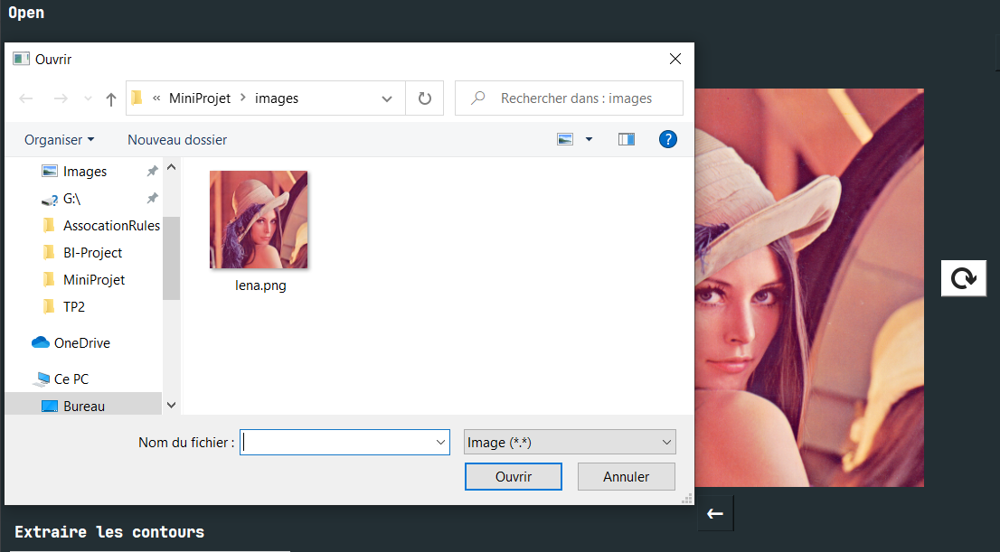 Open
Ouvrir
« MiniProjet > images
Rechercher dans : images
Organiser
Nouveau dossier
?
Images
G:\
AssocationRules
BI-Project
MiniProjet
TP2
OneDrive
Ce PC
Bureau
lena.png
Nom du fichier :
Image (*.*)
Ouvrir
Annuler
Extraire les contours